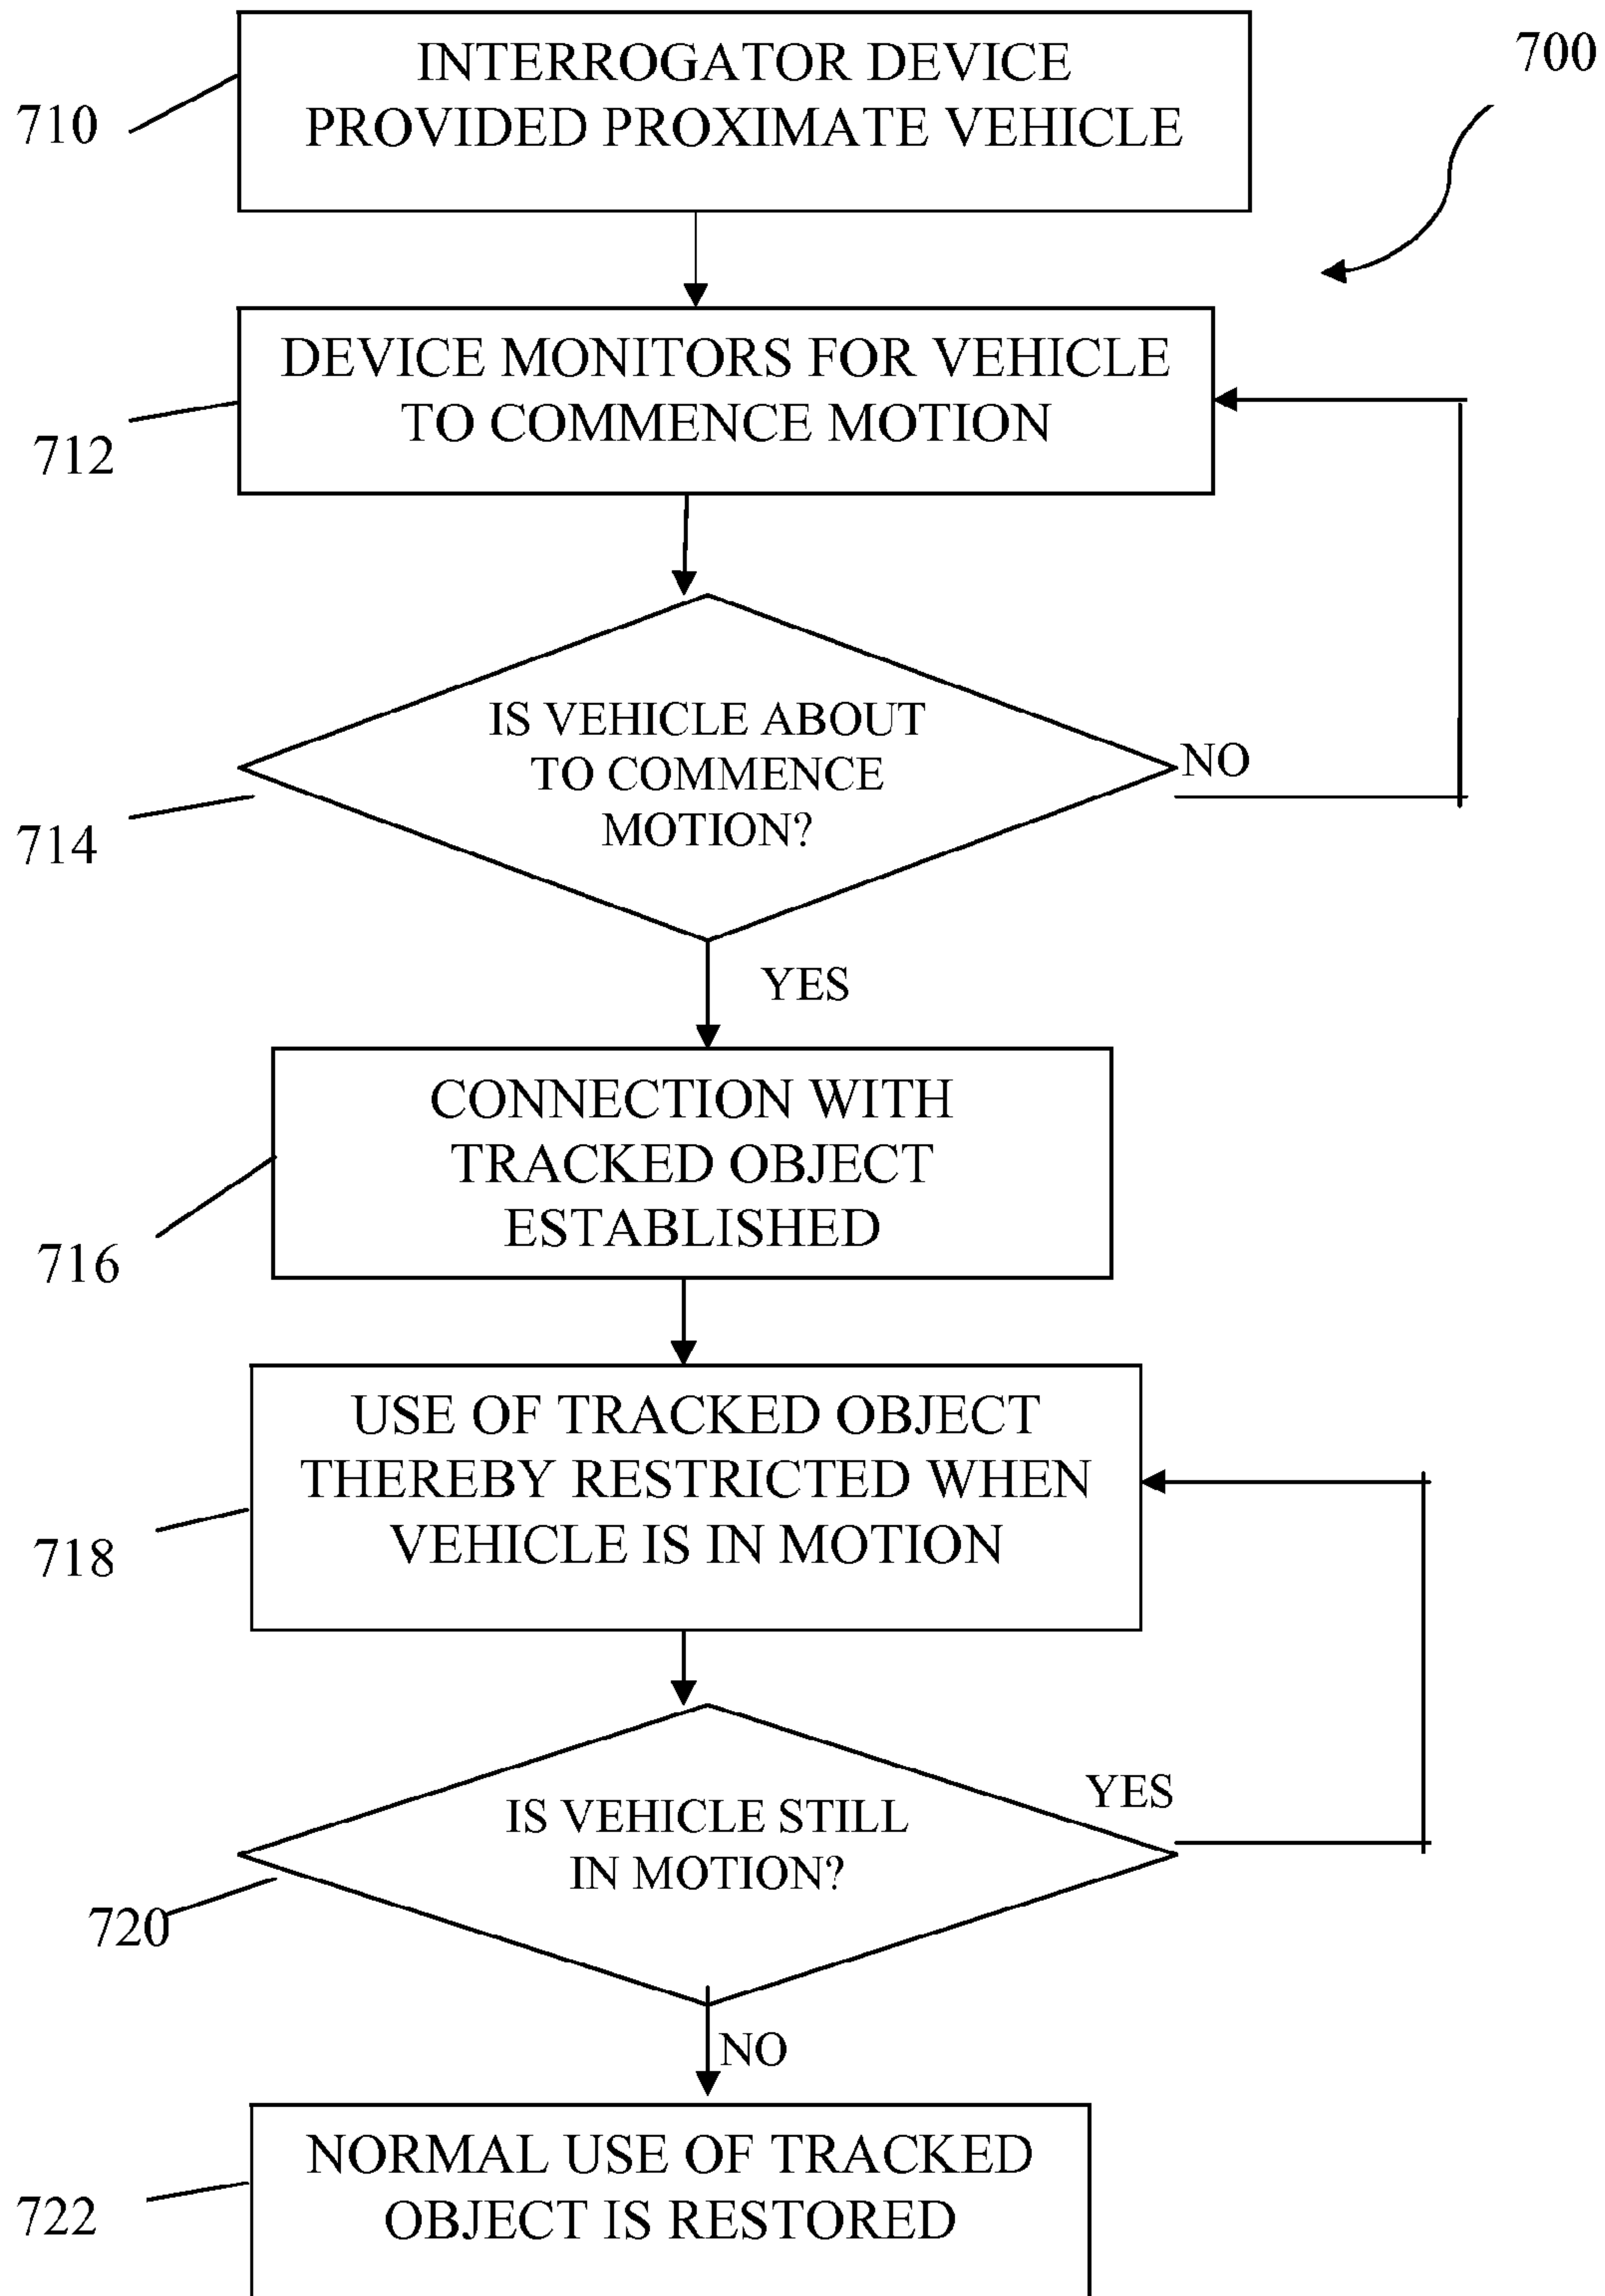 700
INTERROGATOR DEVICE
PROVIDED PROXIMATE VEHICLE
710
DEVICE MONITORS FOR VEHICLE
TO COMMENCE MOTION
712
IS VEHICLE ABOUT
TO COMMENCE
MOTION?
NO
714
YES
CONNECTION WITH
TRACKED OBJECT
ESTABLISHED
716
USE OF TRACKED OBJECT
THEREBY RESTRICTED WHEN
VEHICLE IS IN MOTION
718
YES
IS VEHICLE STILL
IN MOTION?
720
NO
NORMAL USE OF TRACKED
OBJECT IS RESTORED
722